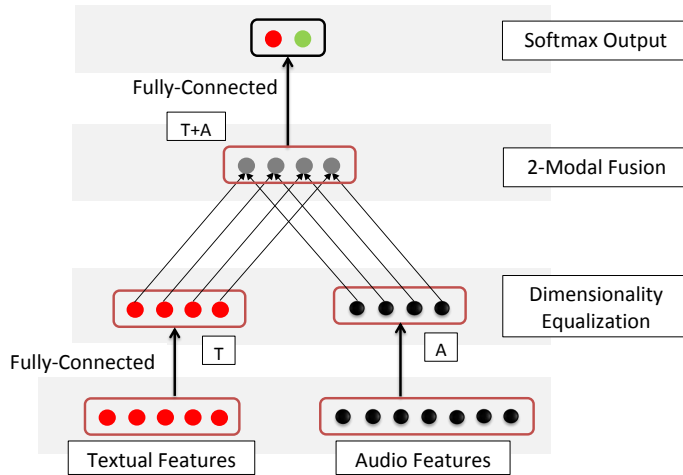 Softmax Output
Fully-Connected
T+A
2-Modal Fusion
Dimensionality
Equalization
T
A
Fully-Connected
Textual Features
Audio Features